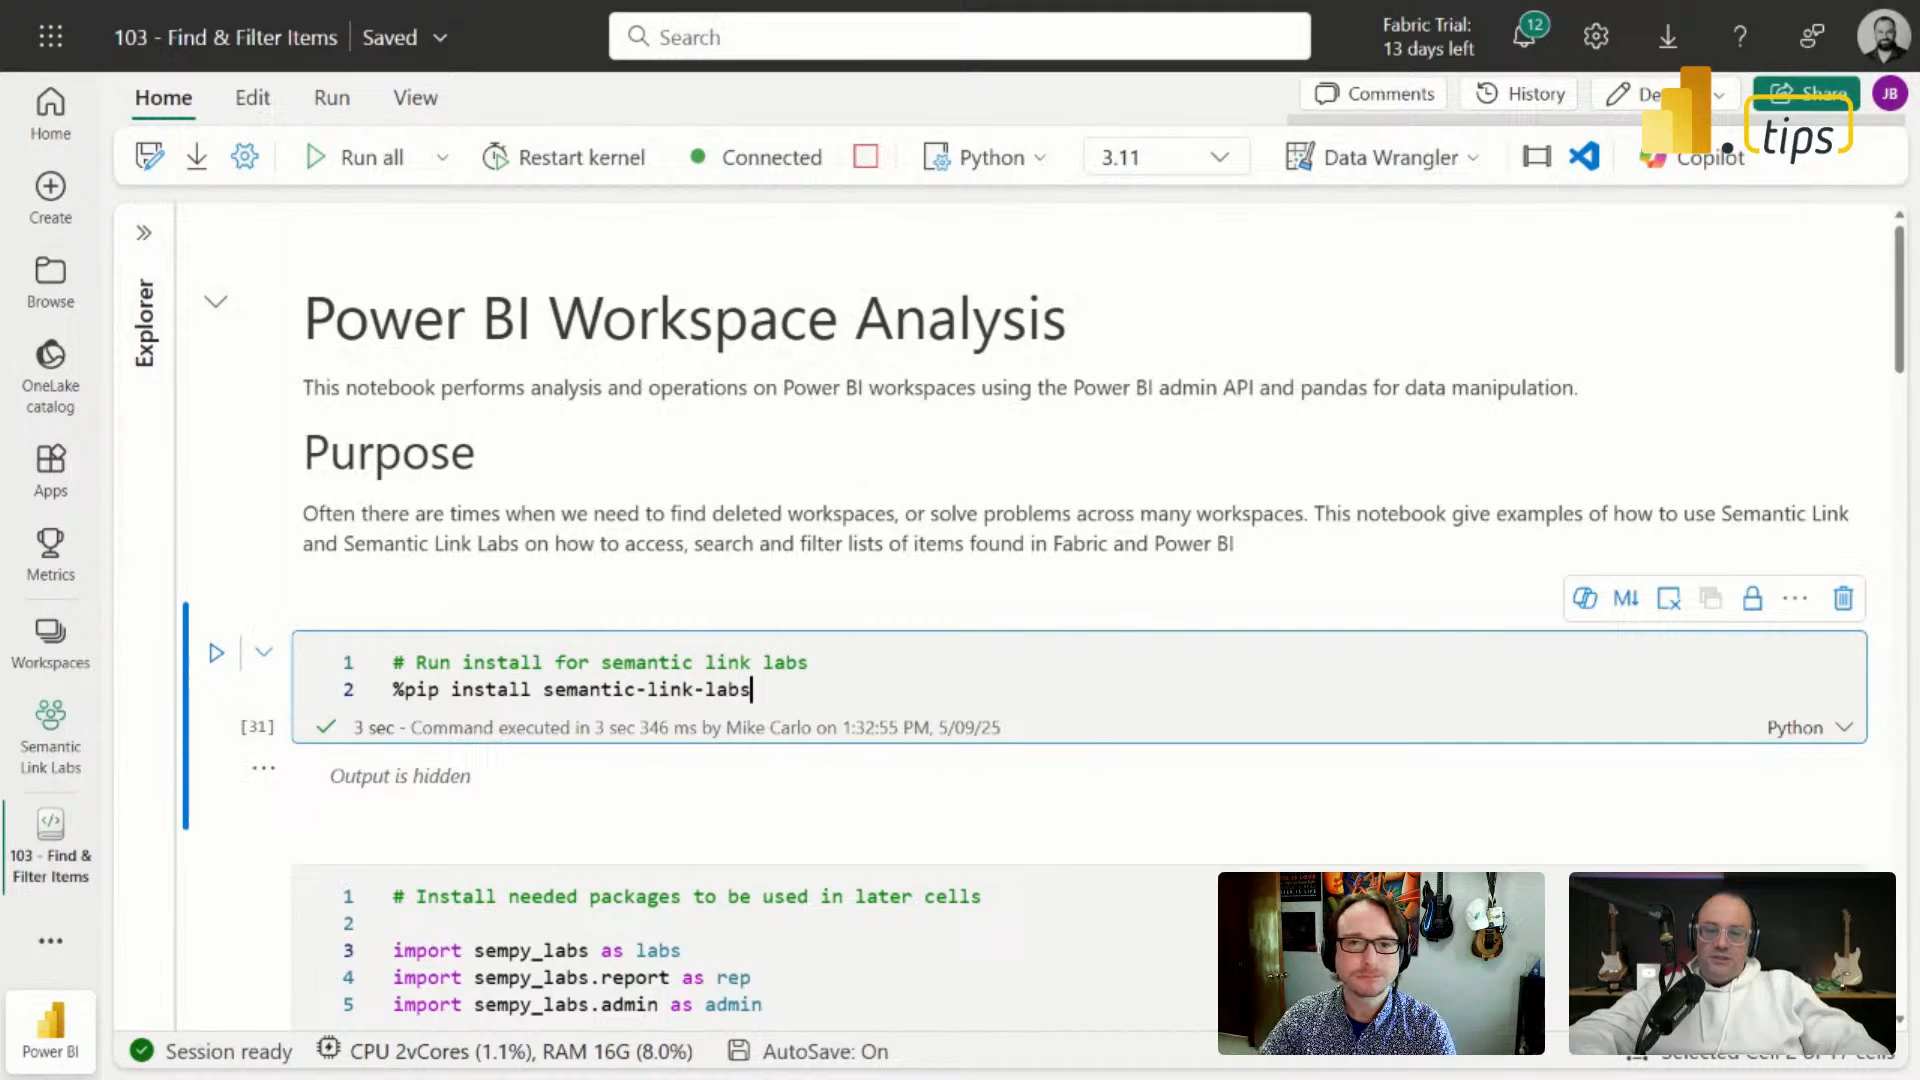 103 - Find & Filter Items
Saved
Search
Fabric Trial:
13 days left
12
Home
Edit
Run
View
Comments
History
Share
JB
tips
Run all
Restart kernel
Connected
Python
3.11
Data Wrangler
Copilot
Home
Create
Browse
OneLake
catalog
Apps
Metrics
Workspaces
Semantic
Link Labs
103 - Find &
Filter Items
Power BI
Explorer
Power BI Workspace Analysis
This notebook performs analysis and operations on Power BI workspaces using the Power BI admin API and pandas for data manipulation.
Purpose
Often there are times when we need to find deleted workspaces, or solve problems across many workspaces. This notebook give examples of how to use Semantic Link
and Semantic Link Labs on how to access, search and filter lists of items found in Fabric and Power BI
M↓
1 # Run install for semantic link labs
2 %pip install semantic-link-labs
[31]
3 sec - Command executed in 3 sec 346 ms by Mike Carlo on 1:32:55 PM, 5/09/25
Python
Output is hidden
1 # Install needed packages to be used in later cells
2
3 import sempy_labs as labs
4 import sempy_labs.report as rep
5 import sempy_labs.admin as admin
Session ready
CPU 2vCores (1.1%), RAM 16G (8.0%)
AutoSave: On
Selected Cell 2 of 17 cells